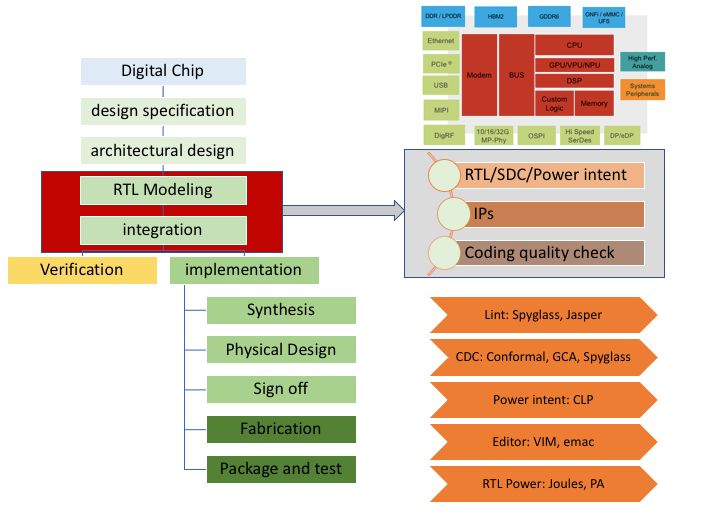 Digital Chip
design specification
architectural design
RTL Modeling
integration
Verification
implementation
Synthesis
Physical Design
Sign off
Fabrication
Package and test
DDR / LPDDR
HBM2
GDDR6
ONFi / eMMC /
UFS
Ethernet
PCIe ®
USB
MIPI
DigRF
Modem
BUS
CPU
GPU/VPU/NPU
DSP
Custom
Logic
Memory
High Perf.
Analog
Systems
Peripherals
10/16/32G
MP-Phy
OSPI
Hi Speed
SerDes
DP/eDP
RTL/SDC/Power intent
IPs
Coding quality check
Lint: Spyglass, Jasper
CDC: Conformal, GCA, Spyglass
Power intent: CLP
Editor: VIM, emac
RTL Power: Joules, PA